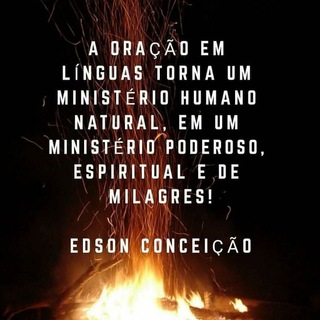 A ORAÇÃO EM
LÍNGUAS TORNA UM
MINISTÉRIO HUMANO
NATURAL, EM UM
MINISTÉRIO PODEROSO,
ESPIRITUAL E DE
MILAGRES!
EDSON CONCEIÇÃO